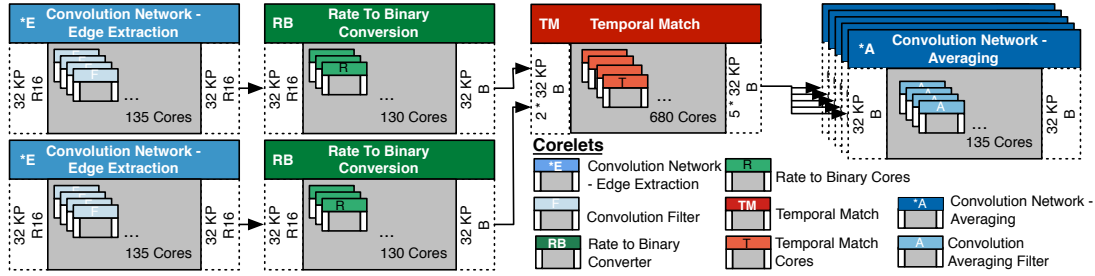 *E Convolution Network - Edge Extraction
32 KP R16
F
...
135 Cores
32 KP R16
RB Rate To Binary Conversion
32 KP R16
R
...
130 Cores
32 KP B
TM Temporal Match
2 * 32 KP B
T
...
680 Cores
5 * 32 KP B
*A Convolution Network - Averaging
32 KP B
A
A
A
A
...
135 Cores
32 KP B
*E Convolution Network - Edge Extraction
32 KP R16
F
...
135 Cores
32 KP R16
RB Rate To Binary Conversion
32 KP R16
R
...
130 Cores
32 KP B
Corelets
*E Convolution Network - Edge Extraction
F Convolution Filter
RB Rate to Binary Converter
R Rate to Binary Cores
TM Temporal Match
T Temporal Match Cores
*A Convolution Network - Averaging
A Convolution Averaging Filter